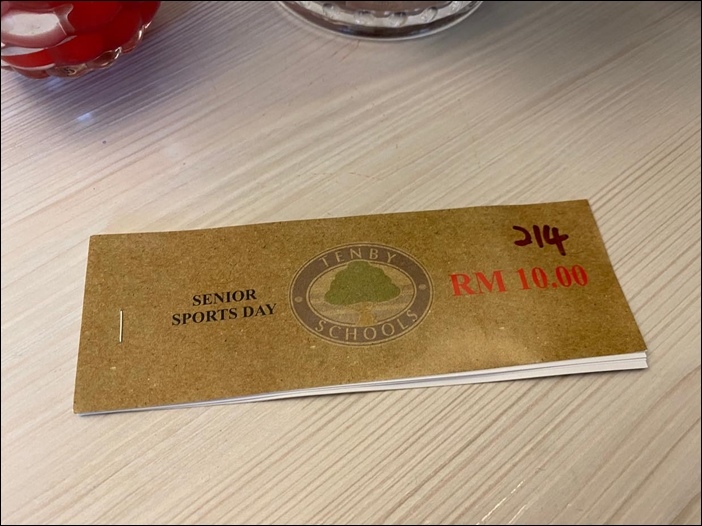 SENIOR
SPORTS DAY
TENBY
SCHOOLS
214
RM 10.00